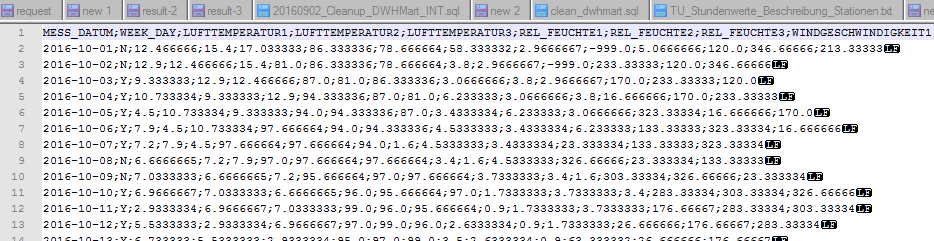 request new 1 result-2 result-3 20160902_Cleanup_DWHMart_INT.sql new 2 clean_dwhmart.sql TU_Stundenwerte_Beschreibung_Stationen.txt
1 MESS_DATUM;WEEK_DAY;LUFTTEMPERATUR1;LUFTTEMPERATUR2;LUFTTEMPERATUR3;REL_FEUCHTE1;REL_FEUCHTE2;REL_FEUCHTE3;WINDGESCHWINDIGKEIT1
2 2016-10-01;N;12.466666;15.4;17.033333;86.333336;78.666664;58.333332;2.9666667;-999.0;5.0666666;120.0;346.66666;213.33333LF
3 2016-10-02;N;12.9;12.466666;15.4;81.0;86.333336;78.666664;3.8;2.9666667;-999.0;233.33333;120.0;346.66666LF
4 2016-10-03;Y;9.333333;12.9;12.466666;87.0;81.0;86.333336;3.0666666;3.8;2.9666667;170.0;233.33333;120.0LF
5 2016-10-04;Y;10.733334;9.333333;12.9;94.333336;87.0;81.0;6.233333;3.0666666;3.8;16.666666;170.0;233.33333LF
6 2016-10-05;Y;4.5;10.733334;9.333333;94.0;94.333336;87.0;3.4333334;6.233333;3.0666666;323.33334;16.666666;170.0LF
7 2016-10-06;Y;7.9;4.5;10.733334;97.666664;94.0;94.333336;4.5333333;3.4333334;6.233333;133.33333;323.33334;16.666666LF
8 2016-10-07;Y;7.2;7.9;4.5;97.666664;97.666664;94.0;1.6;4.5333333;3.4333334;23.333334;133.33333;323.33334LF
9 2016-10-08;N;6.6666665;7.2;7.9;97.0;97.666664;97.666664;3.4;1.6;4.5333333;326.66666;23.333334;133.33333LF
10 2016-10-09;N;7.0333333;6.6666665;7.2;95.666664;97.0;97.666664;3.7333333;3.4;1.6;303.33334;326.66666;23.333334LF
11 2016-10-10;Y;6.9666667;7.0333333;6.6666665;96.0;95.666664;97.0;1.7333333;3.7333333;3.4;283.33334;303.33334;326.66666LF
12 2016-10-11;Y;2.9333334;6.9666667;7.0333333;99.0;96.0;95.666664;0.9;1.7333333;3.7333333;176.66667;283.33334;303.33334LF
13 2016-10-12;Y;5.5333333;2.9333334;6.9666667;97.0;99.0;96.0;2.6333334;0.9;1.7333333;26.666666;176.66667;283.33334LF